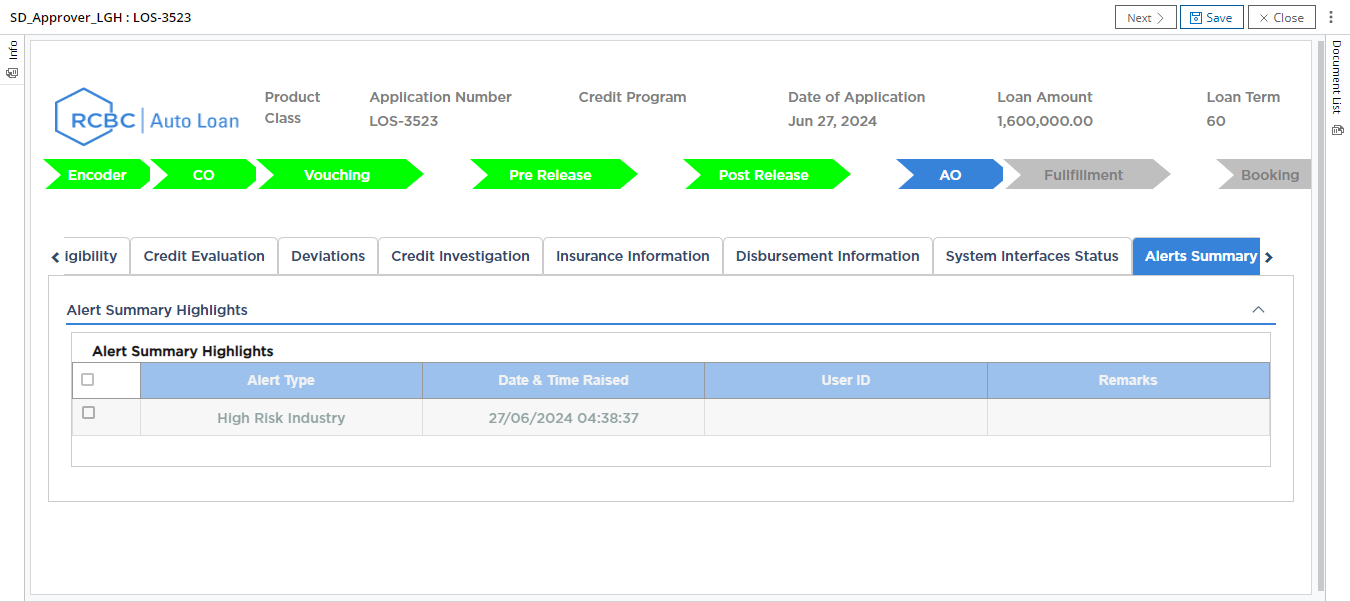 SD_Approver_LGH : LOS-3523
Next
Save
Close
Info
Document List
RCBC Auto Loan
Product Class
Application Number
LOS-3523
Credit Program
Date of Application
Jun 27, 2024
Loan Amount
1,600,000.00
Loan Term
60
Encoder
CO
Vouching
Pre Release
Post Release
AO
Fullfillment
Booking
igibility
Credit Evaluation
Deviations
Credit Investigation
Insurance Information
Disbursement Information
System Interfaces Status
Alerts Summary
Alert Summary Highlights
Alert Summary Highlights
Alert Type
Date & Time Raised
User ID
Remarks
High Risk Industry
27/06/2024 04:38:37